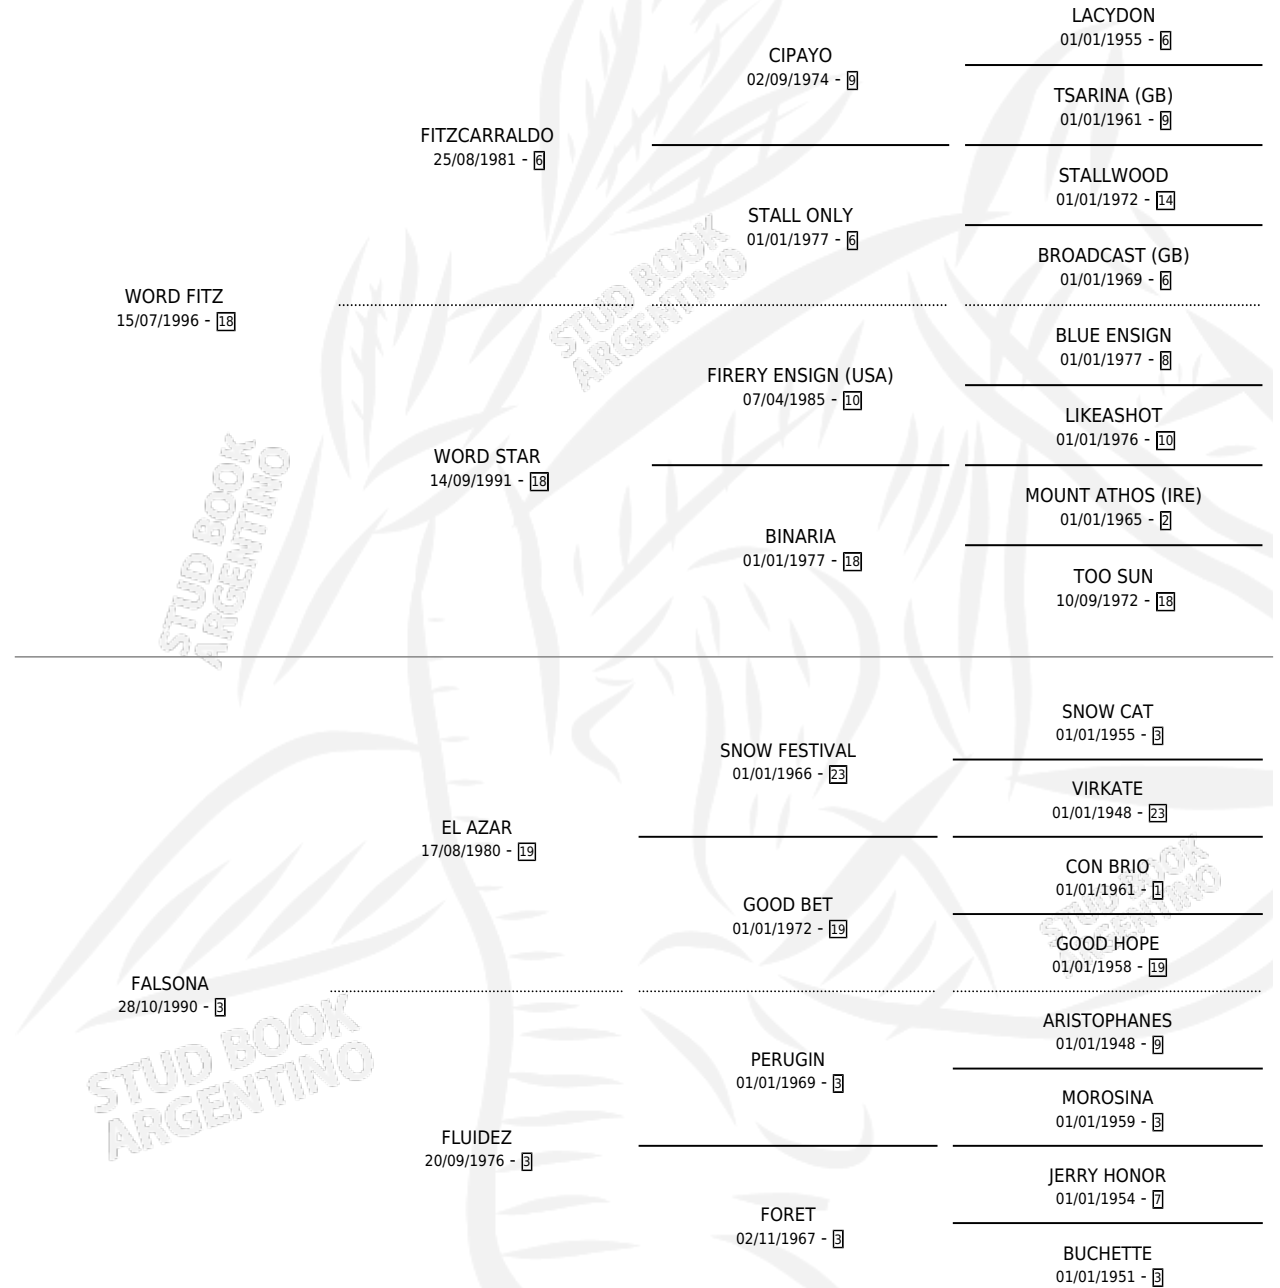 LACYDON
01/01/1955 - 6
CIPAYO
02/09/1974 - 9
TSARINA (GB)
01/01/1961 - 9
FITZCARRALDO
25/08/1981 - 6
STALLWOOD
01/01/1972 - 14
STALL ONLY
01/01/1977 - 6
BROADCAST (GB)
01/01/1969 - 6
WORD FITZ
15/07/1996 - 18
BLUE ENSIGN
01/01/1977 - 8
FIRERY ENSIGN (USA)
07/04/1985 - 10
LIKEASHOT
01/01/1976 - 10
WORD STAR
14/09/1991 - 18
MOUNT ATHOS (IRE)
01/01/1965 - 2
BINARIA
01/01/1977 - 18
TOO SUN
10/09/1972 - 18
STUD BOOK
ARGENTINO
STUD BOOK
ARGENTINO
SNOW CAT
01/01/1955 - 3
SNOW FESTIVAL
01/01/1966 - 23
VIRKATE
01/01/1948 - 23
EL AZAR
17/08/1980 - 19
CON BRIO
01/01/1961 - 1
GOOD BET
01/01/1972 - 19
GOOD HOPE
01/01/1958 - 19
FALSONA
28/10/1990 - 3
ARISTOPHANES
01/01/1948 - 9
PERUGIN
01/01/1969 - 3
MOROSINA
01/01/1959 - 3
FLUIDEZ
20/09/1976 - 3
JERRY HONOR
01/01/1954 - 7
FORET
02/11/1967 - 3
BUCHETTE
01/01/1951 - 3
STUD BOOK
ARGENTINO
STUD BOOK
ARGENTINO